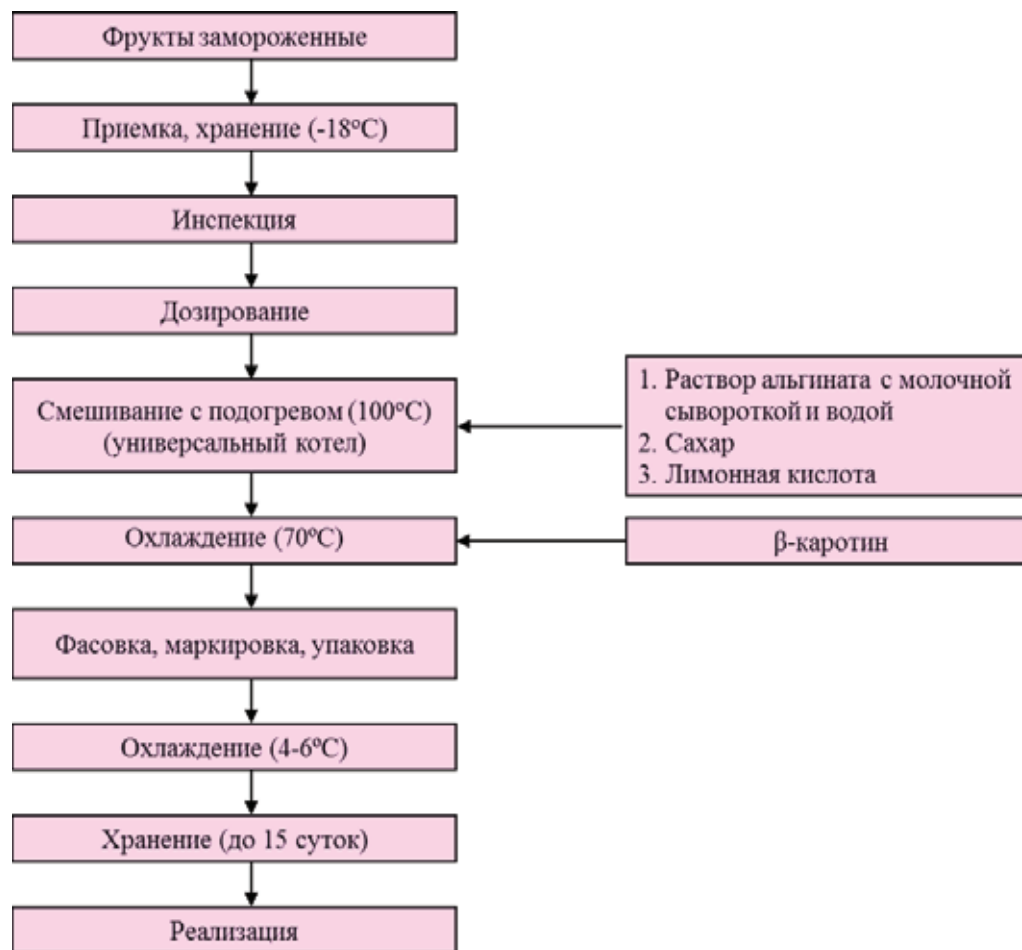 Фрукты замороженные
Приемка, хранение (-18°С)
Инспекция
Дозирование
Смешивание с подогревом (100°С)
(универсальный котел)
1. Раствор альгината с молочной
сывороткой и водой
2. Сахар
3. Лимонная кислота
Охлаждение (70°С)
β-каротин
Фасовка, маркировка, упаковка
Охлаждение (4-6°С)
Хранение (до 15 суток)
Реализация